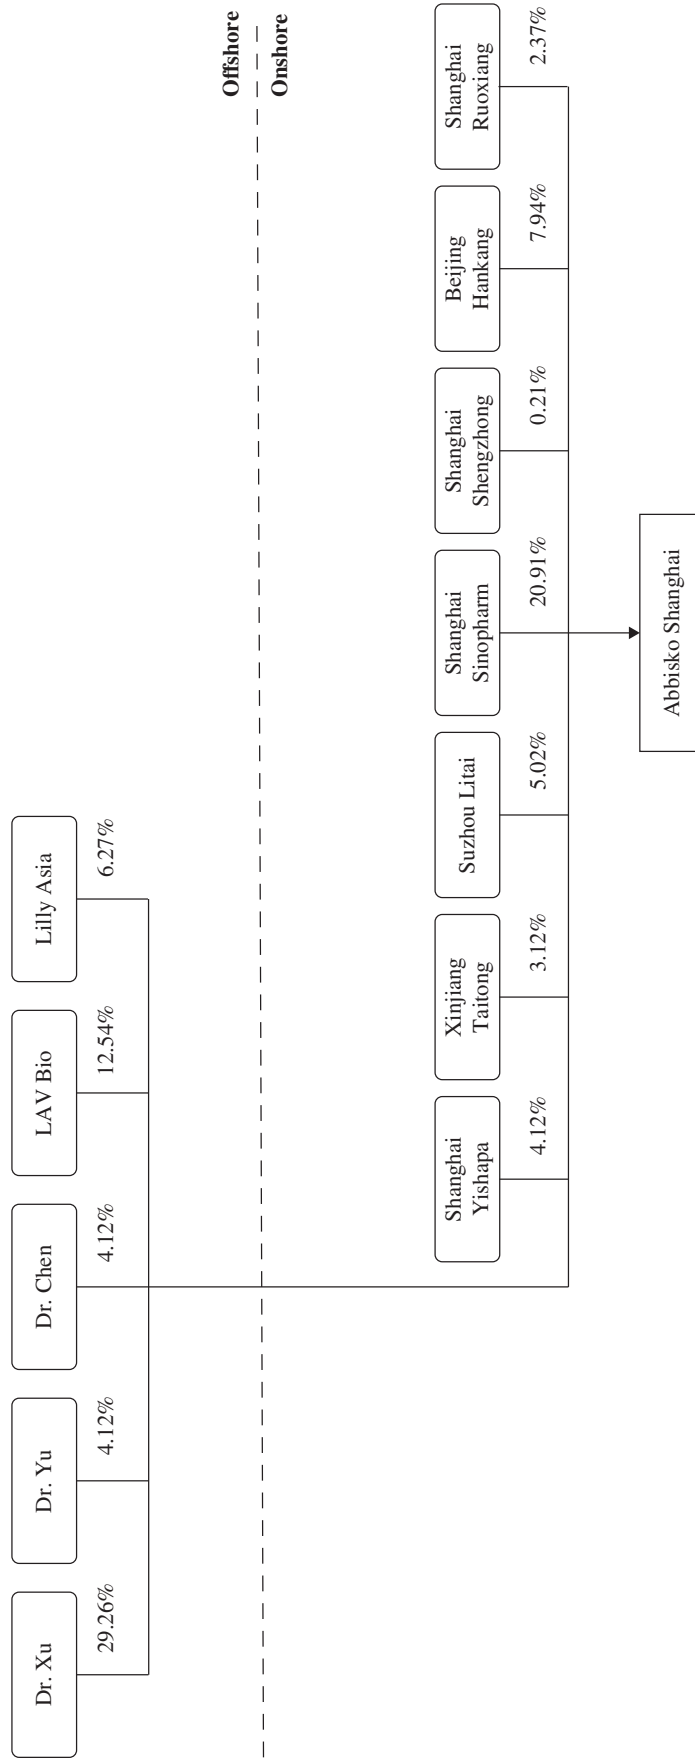 Dr. Xu
Dr. Yu
Dr. Chen
LAV Bio
Lilly Asia
29.26%
4.12%
4.12%
12.54%
6.27%
Offshore
Onshore
Shanghai
Yishapa
Xinjiang
Taitong
Suzhou Litai
Shanghai
Sinopharm
Shanghai
Shengzhong
Beijing
Hankang
Shanghai
Ruoxiang
4.12%
3.12%
5.02%
20.91%
0.21%
7.94%
2.37%
Abbisko Shanghai